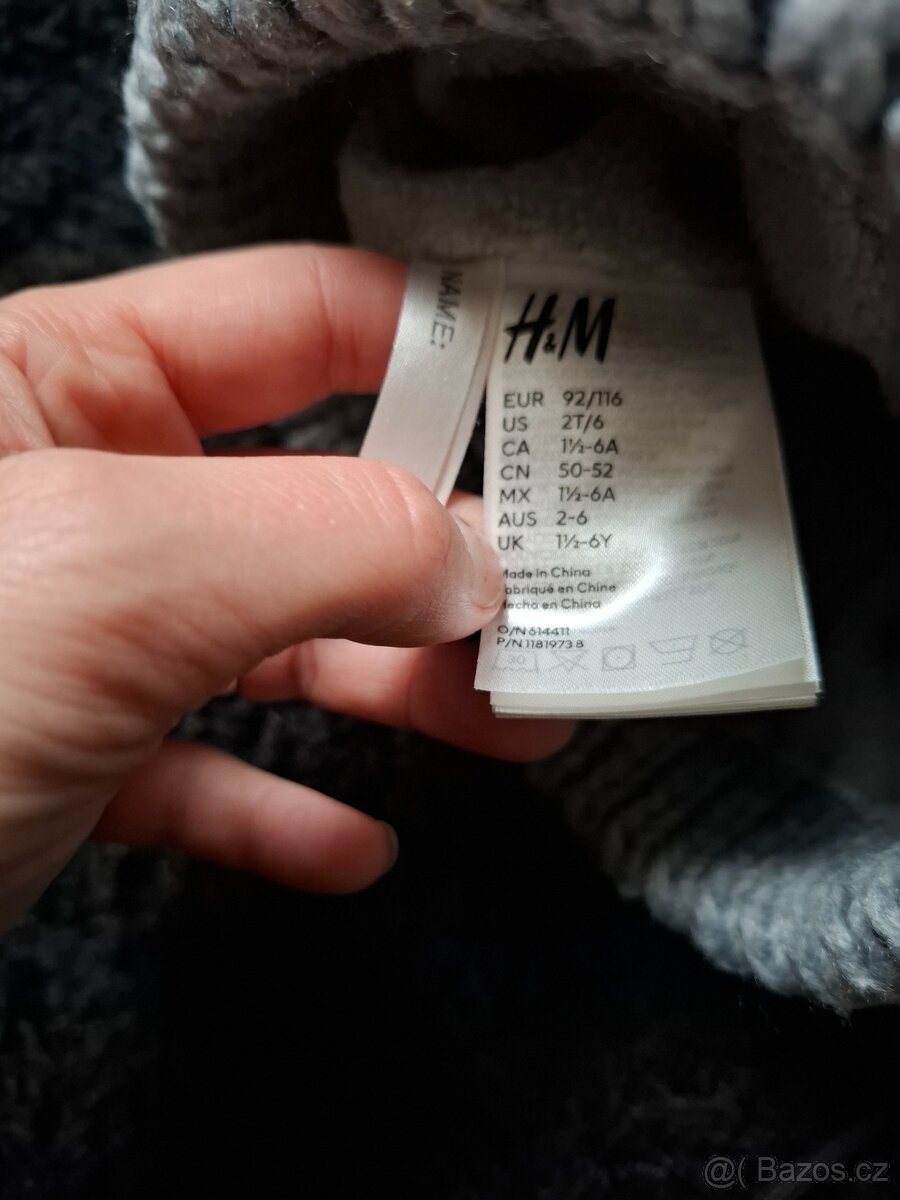 NAME:
H&M
EUR 92/116
US 2T/6
CA 1½-6A
CN 50-52
MX 1½-6A
AUS 2-6
UK 1½-6Y
Made in China
Fabriqué en Chine
Hecho en China
O/N 614411
P/N 1181973 8
30
@( Bazos.cz